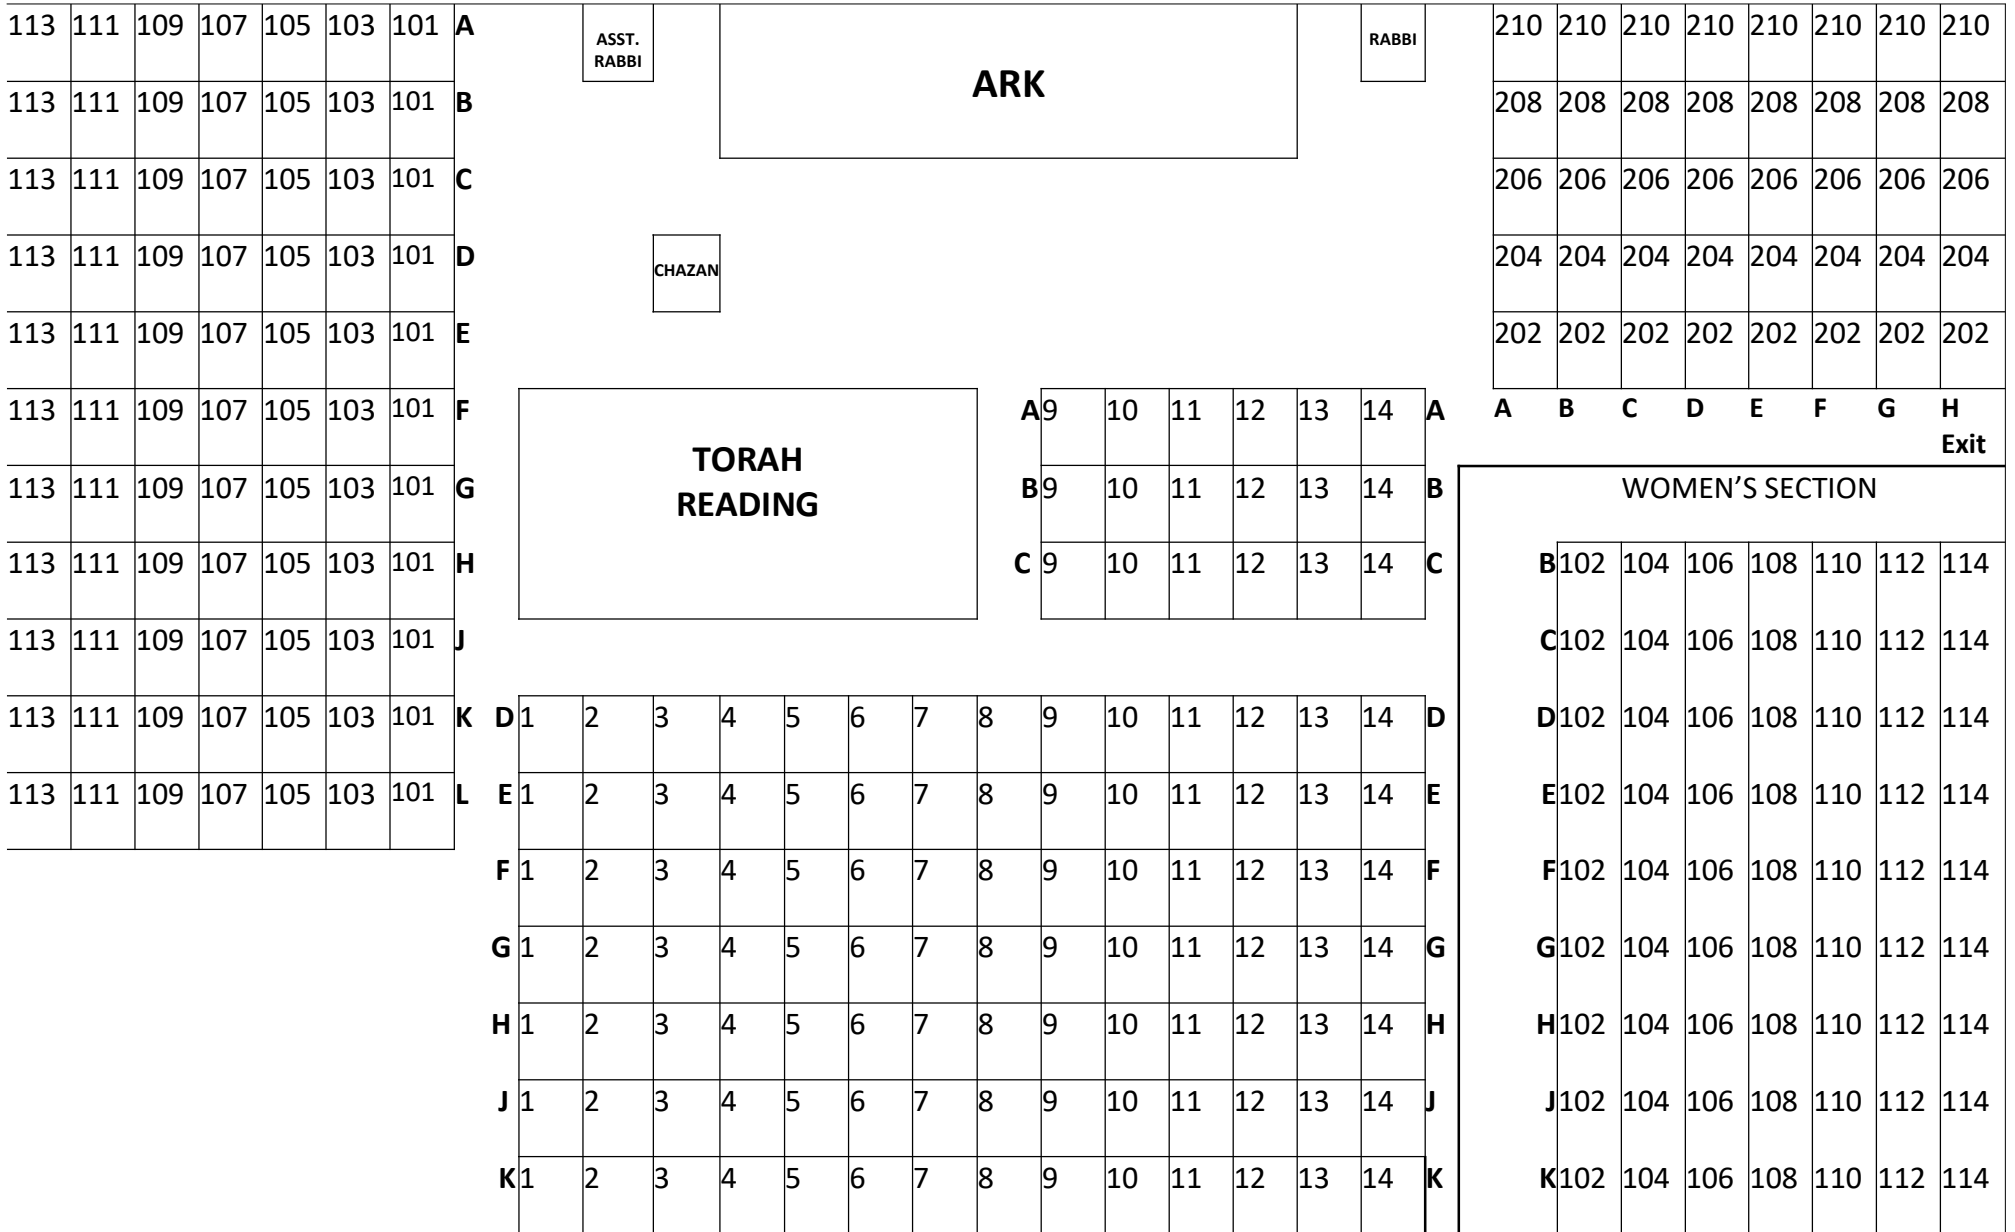 113 111 109 107 105 103 101 A ASST. RABBI ARK RABBI 210 210 210 210 210 210 210 210
113 111 109 107 105 103 101 B 208 208 208 208 208 208 208 208
113 111 109 107 105 103 101 C 206 206 206 206 206 206 206 206
113 111 109 107 105 103 101 D CHAZAN 204 204 204 204 204 204 204 204
113 111 109 107 105 103 101 E 202 202 202 202 202 202 202 202
113 111 109 107 105 103 101 F A 9 10 11 12 13 14 A A B C D E F G H
Exit
TORAH
READING
113 111 109 107 105 103 101 G B 9 10 11 12 13 14 B WOMEN’S SECTION
113 111 109 107 105 103 101 H C 9 10 11 12 13 14 C B 102 104 106 108 110 112 114
113 111 109 107 105 103 101 J C 102 104 106 108 110 112 114
113 111 109 107 105 103 101 K D 1 2 3 4 5 6 7 8 9 10 11 12 13 14 D D 102 104 106 108 110 112 114
113 111 109 107 105 103 101 L E 1 2 3 4 5 6 7 8 9 10 11 12 13 14 E E 102 104 106 108 110 112 114
F 1 2 3 4 5 6 7 8 9 10 11 12 13 14 F F 102 104 106 108 110 112 114
G 1 2 3 4 5 6 7 8 9 10 11 12 13 14 G G 102 104 106 108 110 112 114
H 1 2 3 4 5 6 7 8 9 10 11 12 13 14 H H 102 104 106 108 110 112 114
J 1 2 3 4 5 6 7 8 9 10 11 12 13 14 J J 102 104 106 108 110 112 114
K 1 2 3 4 5 6 7 8 9 10 11 12 13 14 K K 102 104 106 108 110 112 114